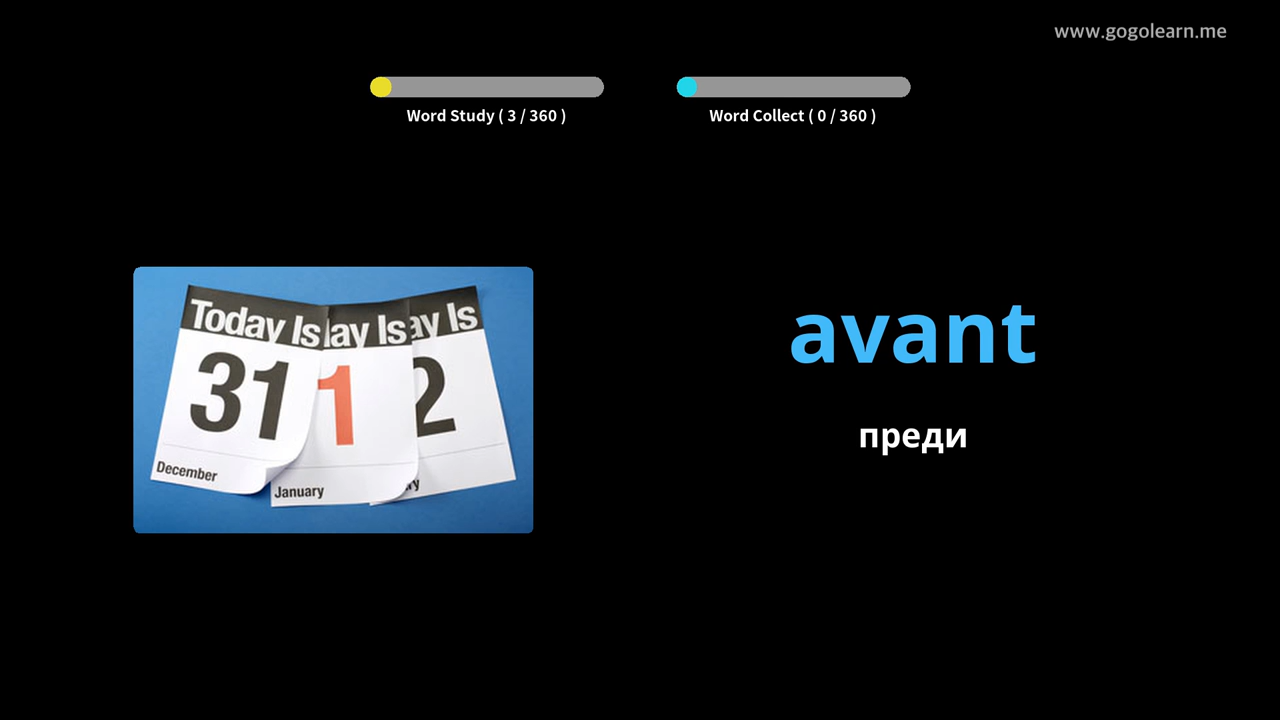 www.gogolearn.me
Word Study ( 3 / 360 )
Word Collect ( 0 / 360 )
Today Is
ay Is
ay Is
31
1
2
December
January
ry
avant
преди